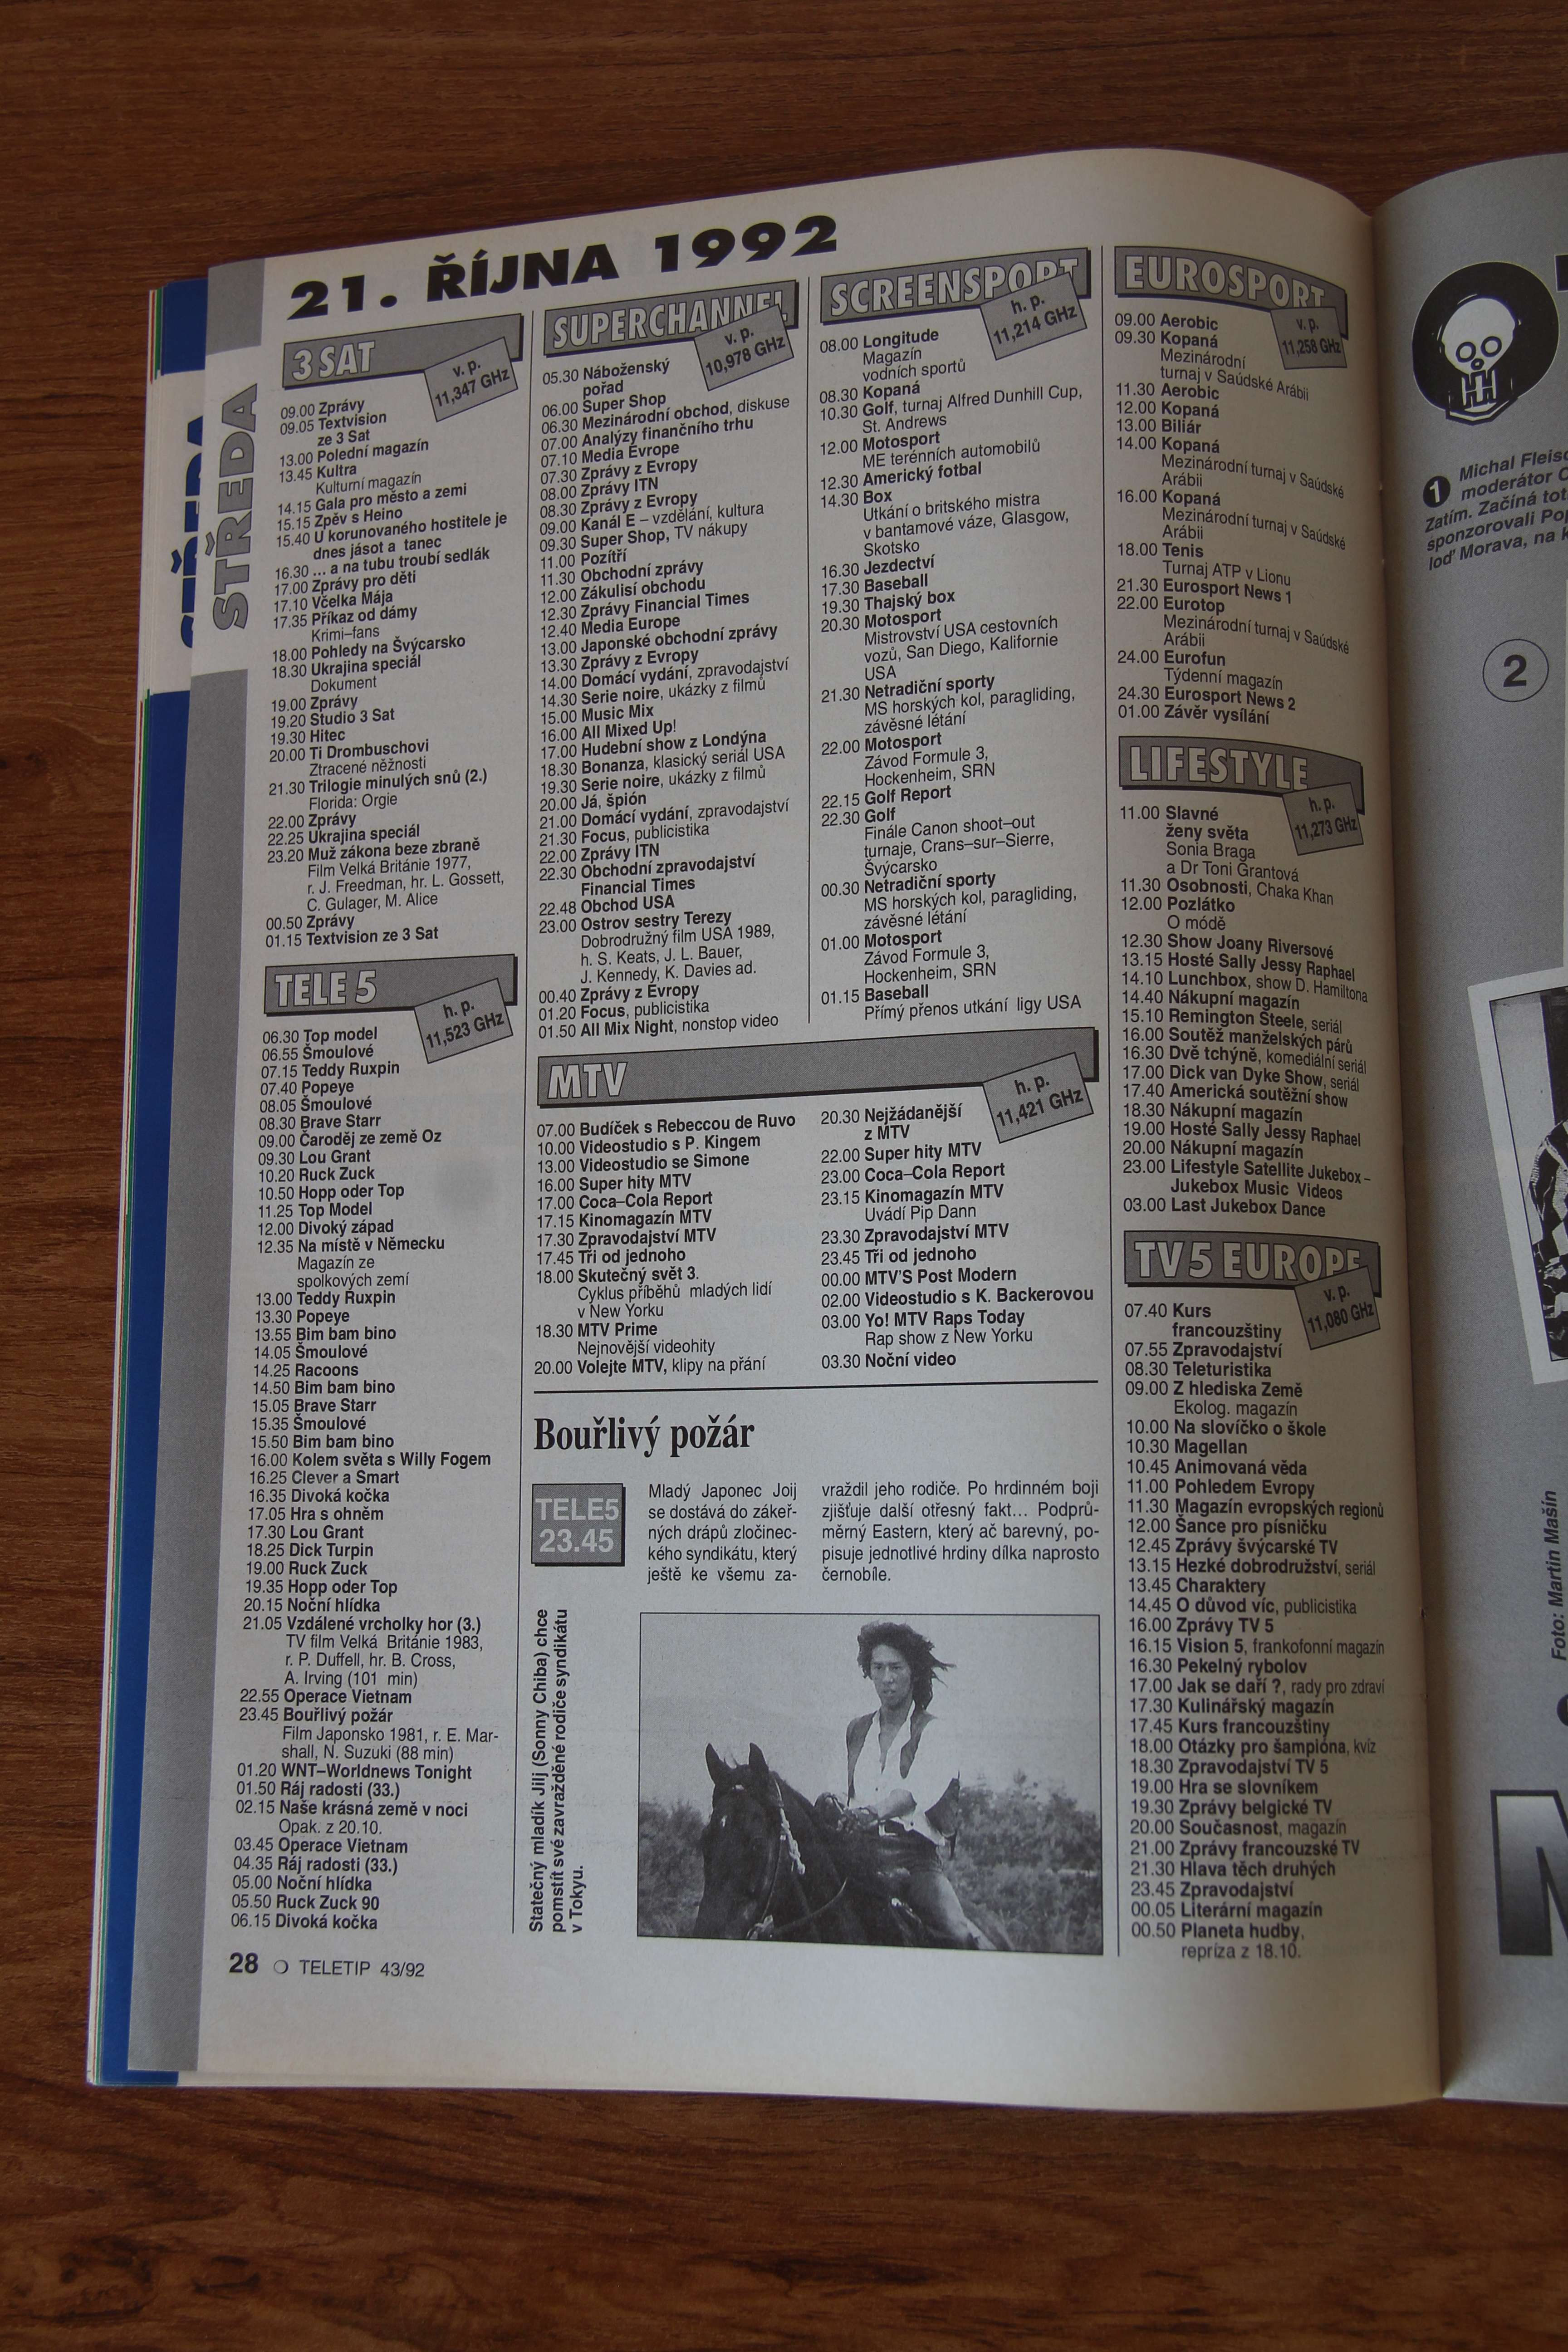 21. ŘÍJNA 1992
STŘEDA
3 SAT
v. p.
11,347 GHz
09.00 Zprávy
09.05 Textvision
ze 3 Sat
13.00 Polední magazín
13.45 Kultra
Kulturní magazín
14.15 Gala pro město a zemi
15.15 Zpěv s Heino
15.40 U korunovaného hostitele je
dnes jásot a tanec
16.30 ... a na tubu troubí sedlák
17.00 Zprávy pro děti
17.10 Včelka Mája
17.35 Příkaz od dámy
Krimi–fans
18.00 Pohledy na Švýcarsko
18.30 Ukrajina speciál
Dokument
19.00 Zprávy
19.20 Studio 3 Sat
19.30 Hitec
20.00 Ti Drombuschovi
Ztracené něžnosti
21.30 Trilogie minulých snů (2.)
Florida: Orgie
22.00 Zprávy
22.25 Ukrajina speciál
23.20 Muž zákona beze zbraně
Film Velká Británie 1977,
r. J. Freedman, hr. L. Gossett,
C. Gulager, M. Alice
00.50 Zprávy
01.15 Textvision ze 3 Sat
TELE 5
h. p.
11,523 GHz
06.30 Top model
06.55 Šmoulové
07.15 Teddy Ruxpin
07.40 Popeye
08.05 Šmoulové
08.30 Brave Starr
09.00 Čaroděj ze země Oz
09.30 Lou Grant
10.20 Ruck Zuck
10.50 Hopp oder Top
11.25 Top Model
12.00 Divoký západ
12.35 Na místě v Německu
Magazín ze
spolkových zemí
13.00 Teddy Ruxpin
13.30 Popeye
13.55 Bim bam bino
14.05 Šmoulové
14.25 Racoons
14.50 Bim bam bino
15.05 Brave Starr
15.35 Šmoulové
15.50 Bim bam bino
16.00 Kolem světa s Willy Fogem
16.25 Clever a Smart
16.35 Divoká kočka
17.05 Hra s ohněm
17.30 Lou Grant
18.25 Dick Turpin
19.00 Ruck Zuck
19.35 Hopp oder Top
20.15 Noční hlídka
21.05 Vzdálené vrcholky hor (3.)
TV film Velká Británie 1983,
r. P. Duffell, hr. B. Cross,
A. Irving (101 min)
22.55 Operace Vietnam
23.45 Bouřlivý požár
Film Japonsko 1981, r. E. Mar-
shall, N. Suzuki (88 min)
01.20 WNT–Worldnews Tonight
01.50 Ráj radosti (33.)
02.15 Naše krásná země v noci
Opak. z 20.10.
03.45 Operace Vietnam
04.35 Ráj radosti (33.)
05.00 Noční hlídka
05.50 Ruck Zuck 90
06.15 Divoká kočka
SUPERCHANNEL
v. p.
10,978 GHz
05.30 Náboženský
pořad
06.00 Super Shop
06.30 Mezinárodní obchod, diskuse
07.00 Analýzy finančního trhu
07.10 Media Evrope
07.30 Zprávy z Evropy
08.00 Zprávy ITN
08.30 Zprávy z Evropy
09.00 Kanál E – vzdělání, kultura
09.30 Super Shop, TV nákupy
11.00 Pozítří
11.30 Obchodní zprávy
12.00 Zákulisí obchodu
12.30 Zprávy Financial Times
12.40 Media Europe
13.00 Japonské obchodní zprávy
13.30 Zprávy z Evropy
14.00 Domácí vydání, zpravodajství
14.30 Serie noire, ukázky z filmů
15.00 Music Mix
16.00 All Mixed Up!
17.00 Hudební show z Londýna
18.30 Bonanza, klasický seriál USA
19.30 Serie noire, ukázky z filmů
20.00 Já, špión
21.00 Domácí vydání, zpravodajství
21.30 Focus, publicistika
22.00 Zprávy ITN
22.30 Obchodní zpravodajství
Financial Times
22.48 Obchod USA
23.00 Ostrov sestry Terezy
Dobrodružný film USA 1989,
h. S. Keats, J. L. Bauer,
J. Kennedy, K. Davies ad.
00.40 Zprávy z Evropy
01.20 Focus, publicistika
01.50 All Mix Night, nonstop video
SCREENSPORT
h. p.
11,214 GHz
08.00 Longitude
Magazín
vodních sportů
08.30 Kopaná
10.30 Golf, turnaj Alfred Dunhill Cup,
St. Andrews
12.00 Motosport
ME terénních automobilů
12.30 Americký fotbal
14.30 Box
Utkání o britského mistra
v bantamové váze, Glasgow,
Skotsko
16.30 Jezdectví
17.30 Baseball
19.30 Thajský box
20.30 Motosport
Mistrovství USA cestovních
vozů, San Diego, Kalifornie
USA
21.30 Netradiční sporty
MS horských kol, paragliding,
závěsné létání
22.00 Motosport
Závod Formule 3,
Hockenheim, SRN
22.15 Golf Report
22.30 Golf
Finále Canon shoot–out
turnaje, Crans–sur–Sierre,
Švýcarsko
00.30 Netradiční sporty
MS horských kol, paragliding,
závěsné létání
01.00 Motosport
Závod Formule 3,
Hockenheim, SRN
01.15 Baseball
Přímý přenos utkání ligy USA
MTV
h. p.
11,421 GHz
07.00 Budíček s Rebeccou de Ruvo
10.00 Videostudio s P. Kingem
13.00 Videostudio se Simone
16.00 Super hity MTV
17.00 Coca–Cola Report
17.15 Kinomagazín MTV
17.30 Zpravodajství MTV
17.45 Tři od jednoho
18.00 Skutečný svět 3.
Cyklus příběhů mladých lidí
v New Yorku
18.30 MTV Prime
Nejnovější videohity
20.00 Volejte MTV, klipy na přání
20.30 Nejžádanější
z MTV
22.00 Super hity MTV
23.00 Coca–Cola Report
23.15 Kinomagazín MTV
Uvádí Pip Dann
23.30 Zpravodajství MTV
23.45 Tři od jednoho
00.00 MTV'S Post Modern
02.00 Videostudio s K. Backerovou
03.00 Yo! MTV Raps Today
Rap show z New Yorku
03.30 Noční video
Bouřlivý požár
TELE5
23.45
Mladý Japonec Joij
se dostává do zákeř-
ných drápů zločinec-
kého syndikátu, který
ještě ke všemu za-
vraždil jeho rodiče. Po hrdinném boji
zjišťuje další otřesný fakt... Podprů-
měrný Eastern, který ač barevný, po-
pisuje jednotlivé hrdiny dílka naprosto
černobíle.
Statečný mladík Jiij (Sonny Chiba) chce
pomstít své zavražděné rodiče syndikátu
v Tokyu.
EUROSPORT
v. p.
11,258 GHz
09.00 Aerobic
09.30 Kopaná
Mezinárodní
turnaj v Saúdské Arábii
11.30 Aerobic
12.00 Kopaná
13.00 Biliár
14.00 Kopaná
Mezinárodní turnaj v Saúdské
Arábii
16.00 Kopaná
Mezinárodní turnaj v Saúdské
Arábii
18.00 Tenis
Turnaj ATP v Lionu
21.30 Eurosport News 1
22.00 Eurotop
Mezinárodní turnaj v Saúdské
Arábii
24.00 Eurofun
Týdenní magazín
24.30 Eurosport News 2
01.00 Závěr vysílání
LIFESTYLE
h. p.
11,273 GHz
11.00 Slavné
ženy světa
Sonia Braga
a Dr Toni Grantová
11.30 Osobnosti, Chaka Khan
12.00 Pozlátko
O módě
12.30 Show Joany Riversové
13.15 Hosté Sally Jessy Raphael
14.10 Lunchbox, show D. Hamiltona
14.40 Nákupní magazín
15.10 Remington Steele, seriál
16.00 Soutěž manželských párů
16.30 Dvě tchýně, komediální seriál
17.00 Dick van Dyke Show, seriál
17.40 Americká soutěžní show
18.30 Nákupní magazín
19.00 Hosté Sally Jessy Raphael
20.00 Nákupní magazín
23.00 Lifestyle Satellite Jukebox –
Jukebox Music Videos
03.00 Last Jukebox Dance
TV 5 EUROPE
v. p.
11,080 GHz
07.40 Kurs
francouzštiny
07.55 Zpravodajství
08.30 Teleturistika
09.00 Z hlediska Země
Ekolog. magazín
10.00 Na slovíčko o škole
10.30 Magellan
10.45 Animovaná věda
11.00 Pohledem Evropy
11.30 Magazín evropských regionů
12.00 Šance pro písničku
12.45 Zprávy švýcarské TV
13.15 Hezké dobrodružství, seriál
13.45 Charaktery
14.45 O důvod víc, publicistika
16.00 Zprávy TV 5
16.15 Vision 5, frankofonní magazín
16.30 Pekelný rybolov
17.00 Jak se daří ?, rady pro zdraví
17.30 Kulinářský magazín
17.45 Kurs francouzštiny
18.00 Otázky pro šampióna, kvíz
18.30 Zpravodajství TV 5
19.00 Hra se slovníkem
19.30 Zprávy belgické TV
20.00 Současnost, magazín
21.00 Zprávy francouzské TV
21.30 Hlava těch druhých
23.45 Zpravodajství
00.05 Literární magazín
00.50 Planeta hudby,
repríza z 18.10.
28 ❍ TELETIP 43/92
1 Michal Fleisc
moderátor
Zatím. Začíná tot
sponzorovali Pop
loď Morava, na k
2
Foto: Martin Mašín